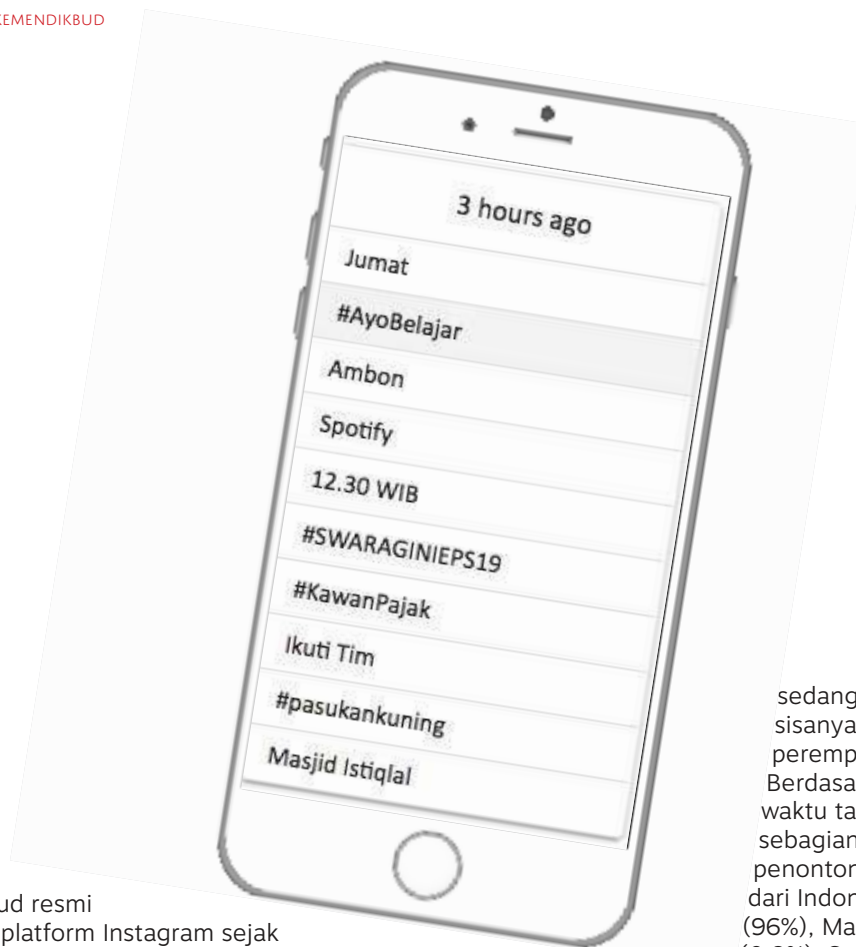 KEMENDIKBUD
3 hours ago
Jumat
#AyoBelajar
Ambon
Spotify
12.30 WIB
#SWARAGINIEPS19
#KawanPajak
Ikuti Tim
#pasukankuning
Masjid Istiqlal
ud resmi
platform Instagram sejak
sedang
sisanya
peremp
Berdasa
waktu ta
sebagian
penonton
dari Indon
(96%), Ma